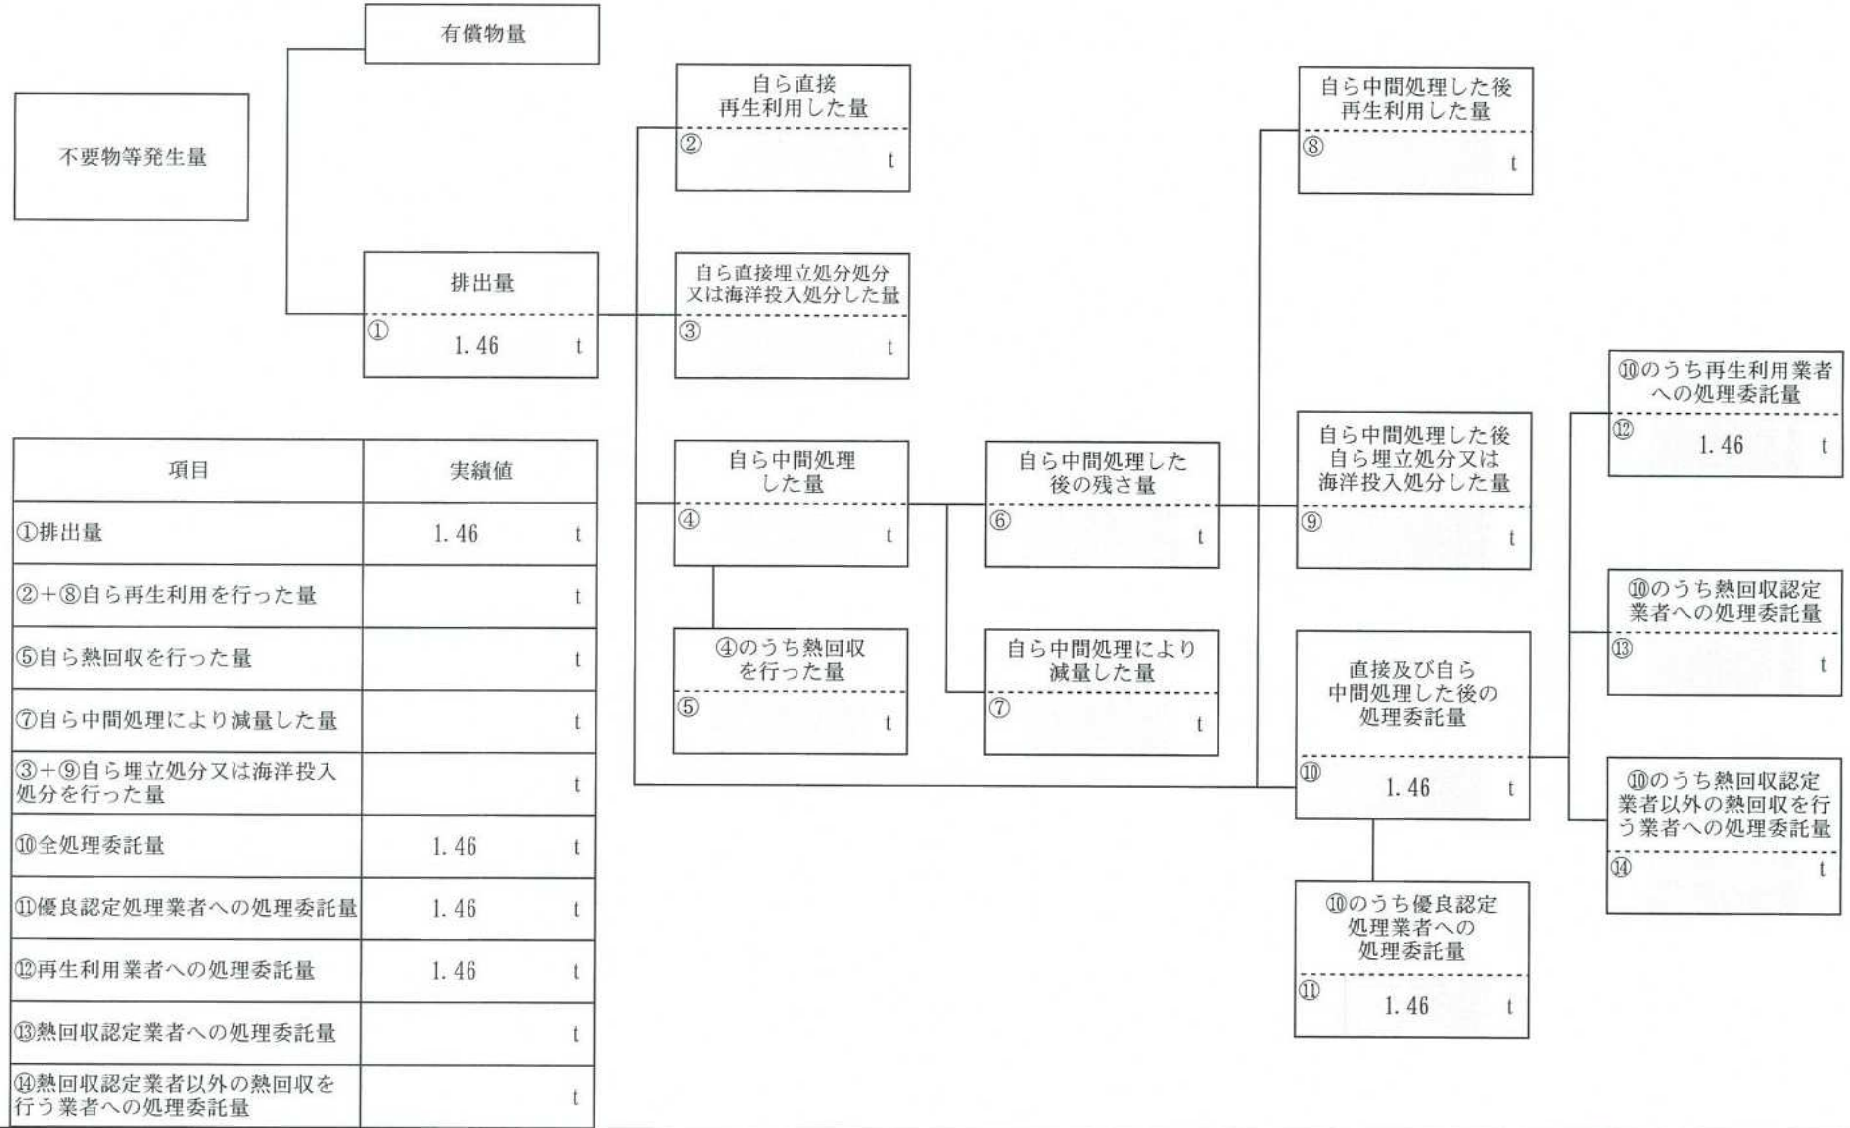 有償物量
不要物等発生量
排出量
① 1.46 t
自ら直接
再生利用した量
② t
自ら直接埋立処分処分
又は海洋投入処分した量
③ t
自ら中間処理
した量
④ t
④のうち熱回収
を行った量
⑤ t
自ら中間処理した
後の残さ量
⑥ t
自ら中間処理により
減量した量
⑦ t
自ら中間処理した後
再生利用した量
⑧ t
自ら中間処理した後
自ら埋立処分又は
海洋投入処分した量
⑨ t
直接及び自ら
中間処理した後の
処理委託量
⑩ 1.46 t
⑩のうち優良認定
処理業者への
処理委託量
⑪ 1.46 t
⑩のうち再生利用業者
への処理委託量
⑫ 1.46 t
⑩のうち熱回収認定
業者への処理委託量
⑬ t
⑩のうち熱回収認定
業者以外の熱回収を行
う業者への処理委託量
⑭ t
項目 実績値
①排出量 1.46 t
②+⑧自ら再生利用を行った量 t
⑤自ら熱回収を行った量 t
⑦自ら中間処理により減量した量 t
③+⑨自ら埋立処分又は海洋投入
処分を行った量 t
⑩全処理委託量 1.46 t
⑪優良認定処理業者への処理委託量 1.46 t
⑫再生利用業者への処理委託量 1.46 t
⑬熱回収認定業者への処理委託量 t
⑭熱回収認定業者以外の熱回収を
行う業者への処理委託量 t